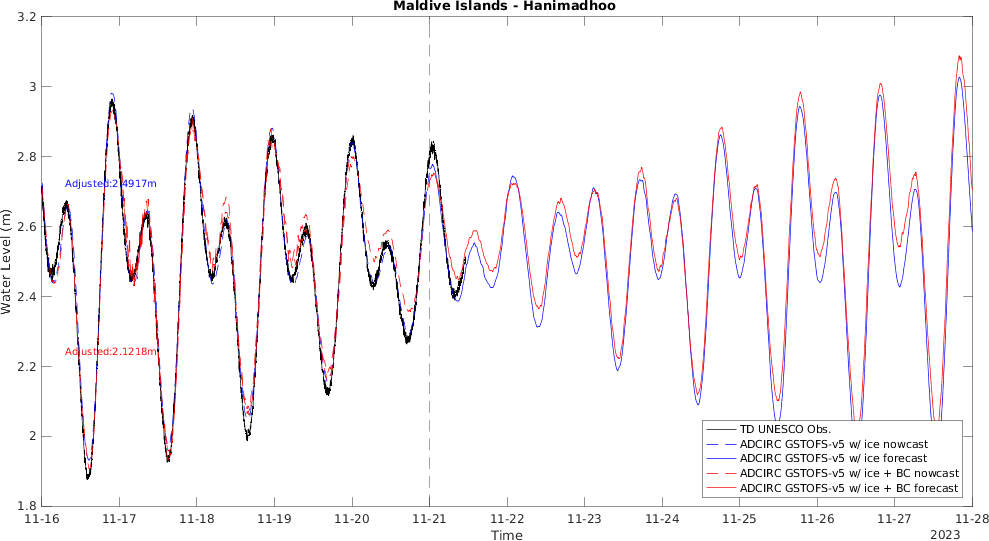 Maldive Islands - Hanimadhoo
3.2
3
2.8
2.6
2.4
2.2
2
1.8
Water Level (m)
Adjusted:2.4917m
Adjusted:2.1218m
TD UNESCO Obs.
ADCIRC GSTOFS-v5 w/ ice nowcast
ADCIRC GSTOFS-v5 w/ ice forecast
ADCIRC GSTOFS-v5 w/ ice + BC nowcast
ADCIRC GSTOFS-v5 w/ ice + BC forecast
11-16 11-17 11-18 11-19 11-20 11-21 11-22 11-23 11-24 11-25 11-26 11-27 11-28
Time
2023